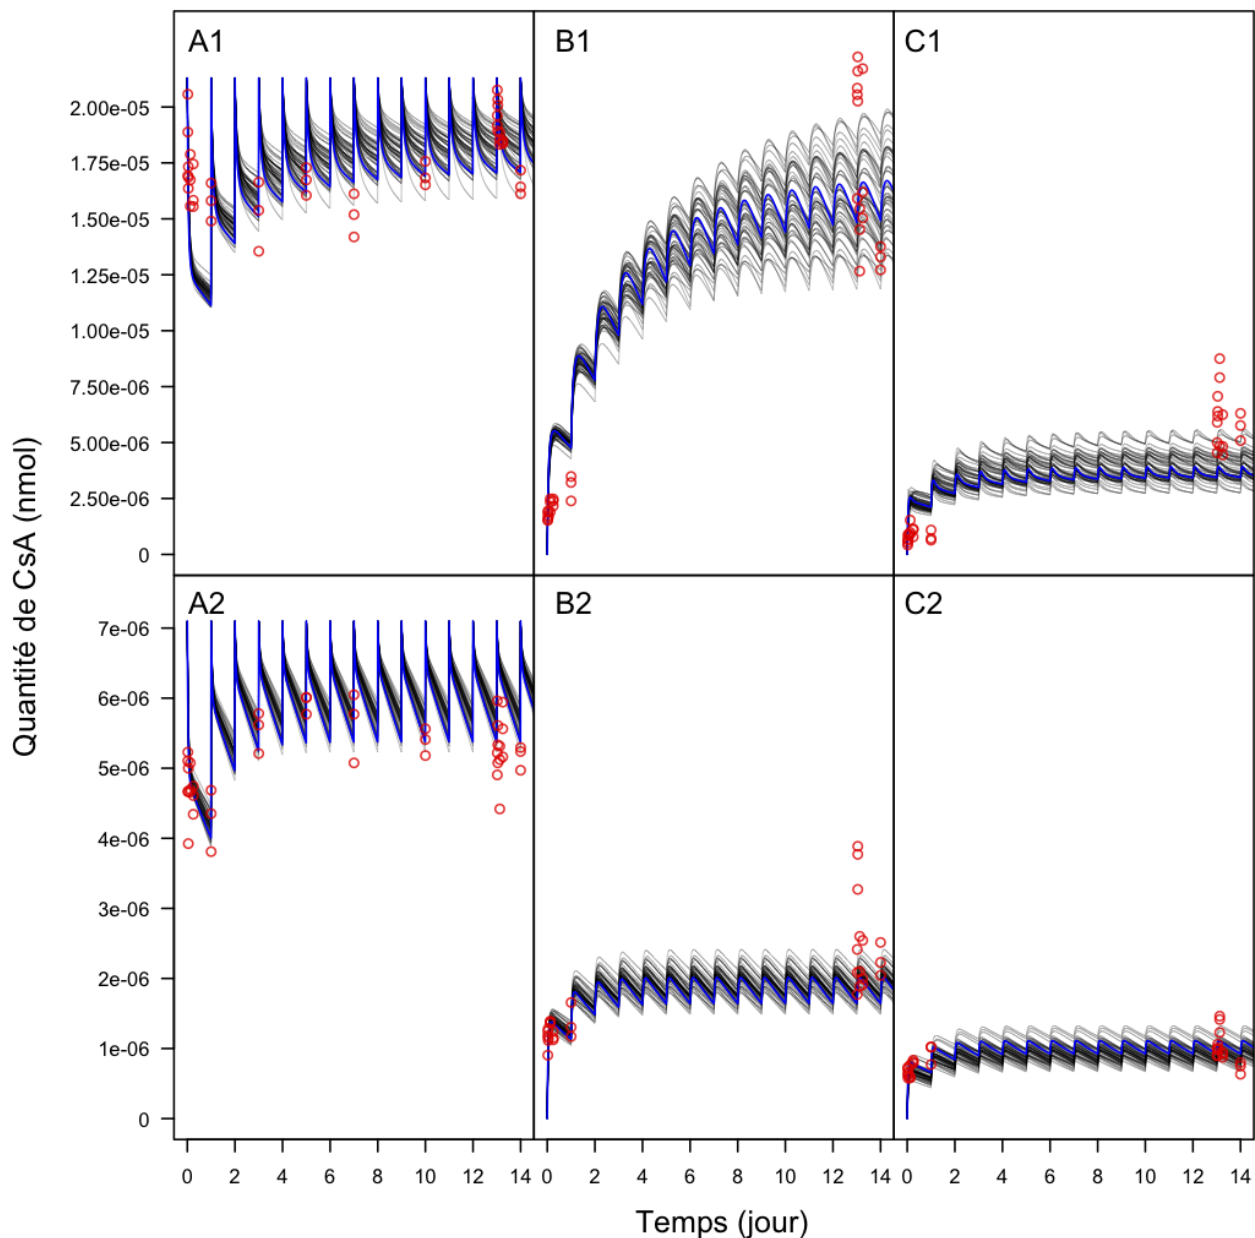 A1
B1
C1
2.00e-05
1.75e-05
1.50e-05
1.25e-05
1.00e-05
7.50e-06
5.00e-06
2.50e-06
0
Quantité de CsA (nmol)
A2
B2
C2
7e-06
6e-06
5e-06
4e-06
3e-06
2e-06
1e-06
0
0 2 4 6 8 10 12 14 0 2 4 6 8 10 12 14 0 2 4 6 8 10 12 14
Temps (jour)